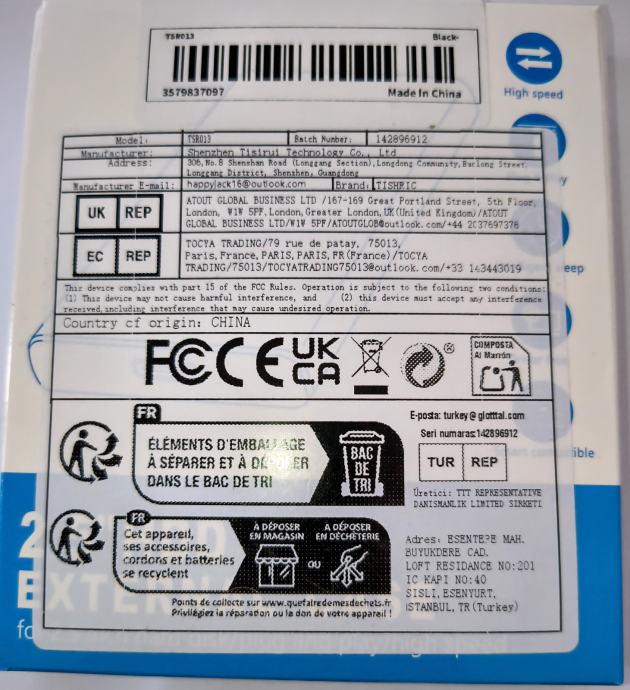 TSR013 Black-
3579837097 Made In China
High speed
Model: TSR013 Batch Number: 142896912
Manufacturer: Shenzhen Tisirui Technology Co., Ltd
Address: 306,No.8 Shenshan Road (Longgang Section),Longdong Community,Baolong Street,
Longgang District, Shenzhen, Guangdong
Manufacturer E-mail: happyjack16@outlook.com Brand: TISHRIC
UK REP
ATOUT GLOBAL BUSINESS LTD /167-169 Great Portland Street, 5th Floor,
London, W1W 5PF,London,Greater London,UK(United Kingdom)/ATOUT
GLOBAL BUSINESS LTD/W1W 5PF/ATOUTGLOB@outlook.com/+44 2037697376
EC REP
TOCYA TRADING/79 rue de patay, 75013,
Paris,France,PARIS,PARIS,FR(France)/TOCYA
TRADING/75013/TOCYATRADING75013@outlook.com/+33 143443019
This device complies with part 15 of the FCC Rules. Operation is subject to the following two conditions:
(1) This device may not cause harmful interference, and (2) this device must accept any interference
received,including interference that may cause undesired operation.
Country of origin: CHINA
FCC CE UK
CA
COMPOSTA
Al Marrón
FR
ÉLÉMENTS D'EMBALLAGE
À SÉPARER ET À DÉPOSER
DANS LE BAC DE TRI
BAC
DE
TRI
E-posta: turkey@glotttal.com
Seri numaras:142896912
TUR REP
Üretici: TTT REPRESENTATIVE
DANISMANLIK LIMITED SIRKETI
FR
Cet appareil,
ses accessoires,
cordons et batteries
se recyclent
À DÉPOSER
EN MAGASIN
OU
À DÉPOSER
EN DÉCHÈTERIE
Points de collecte sur www.quefairedemesdechets.fr
Privilégiez la réparation ou le don de votre appareil !
Adres: ESENTEPE MAH.
BUYUKDERE CAD.
LOFT RESIDANCE NO:201
IC KAPI NO:40
SISLI, ESENYURT,
ISTANBUL, TR(Turkey)